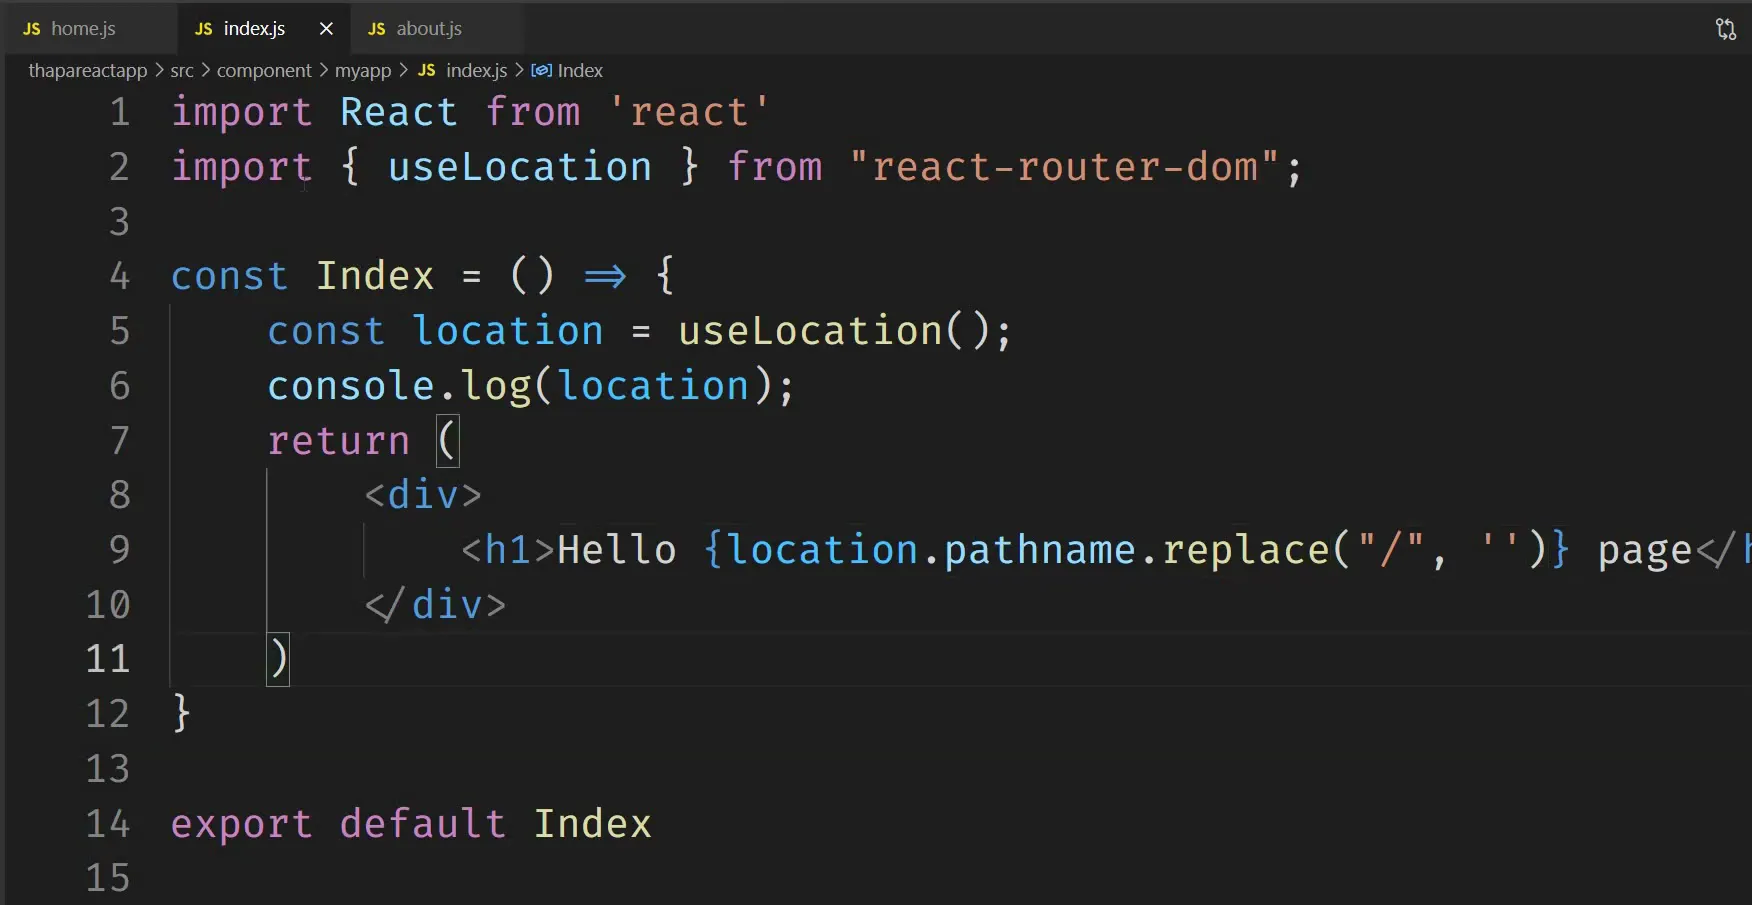 JS home.js JS index.js × JS about.js
thapareactapp > src > component > myapp > JS index.js > Index
1 import React from 'react'
2 import { useLocation } from "react-router-dom";
3
4 const Index = () => {
5 const location = useLocation();
6 console.log(location);
7 return (
8 <div>
9 <h1>Hello {location.pathname.replace("/", '')} page</h
10 </div>
11 )
12 }
13
14 export default Index
15